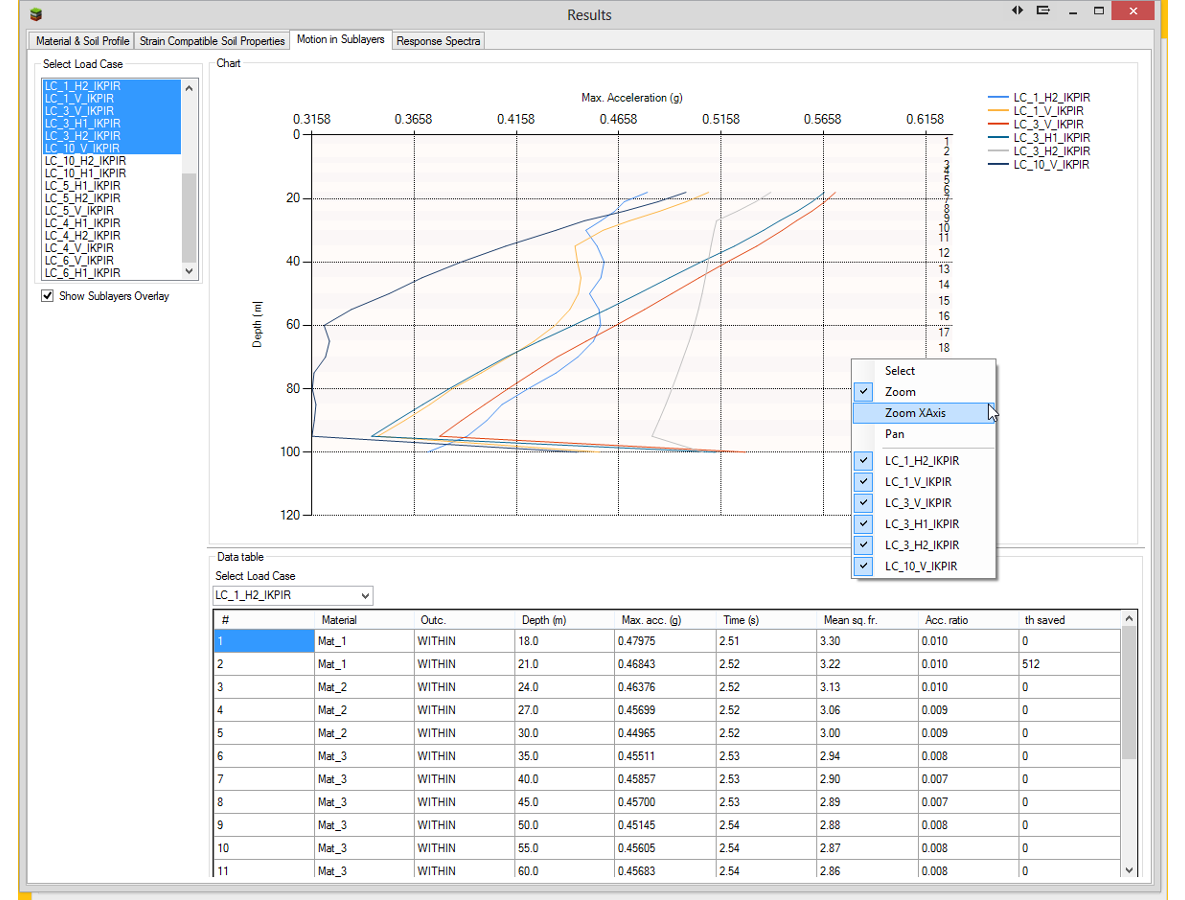 Results
Material & Soil Profile
Strain Compatible Soil Properties
Motion in Sublayers
Response Spectra
Select Load Case
LC_1_H2_IKPIR
LC_1_V_IKPIR
LC_3_V_IKPIR
LC_3_H1_IKPIR
LC_3_H2_IKPIR
LC_10_V_IKPIR
LC_10_H2_IKPIR
LC_10_H1_IKPIR
LC_5_H1_IKPIR
LC_5_H2_IKPIR
LC_5_V_IKPIR
LC_4_H1_IKPIR
LC_4_H2_IKPIR
LC_4_V_IKPIR
LC_6_V_IKPIR
LC_6_H1_IKPIR
Show Sublayers Overlay
Chart
Max. Acceleration (g)
0.3158 0.3658 0.4158 0.4658 0.5158 0.5658 0.6158
0
20
40
60
80
100
120
Depth [m]
1
2
3
4
5
6
7
8
9
10
11
12
13
14
15
16
17
18
LC_1_H2_IKPIR
LC_1_V_IKPIR
LC_3_V_IKPIR
LC_3_H1_IKPIR
LC_3_H2_IKPIR
LC_10_V_IKPIR
Select
Zoom
Zoom XAxis
Pan
LC_1_H2_IKPIR
LC_1_V_IKPIR
LC_3_V_IKPIR
LC_3_H1_IKPIR
LC_3_H2_IKPIR
LC_10_V_IKPIR
Data table
Select Load Case
LC_1_H2_IKPIR
# Material Outc. Depth (m) Max. acc. (g) Time (s) Mean sq. fr. Acc. ratio th saved
1 Mat_1 WITHIN 18.0 0.47975 2.51 3.30 0.010 0
2 Mat_1 WITHIN 21.0 0.46843 2.52 3.22 0.010 512
3 Mat_2 WITHIN 24.0 0.46376 2.52 3.13 0.010 0
4 Mat_2 WITHIN 27.0 0.45699 2.52 3.06 0.009 0
5 Mat_2 WITHIN 30.0 0.44965 2.52 3.00 0.009 0
6 Mat_3 WITHIN 35.0 0.45511 2.53 2.94 0.008 0
7 Mat_3 WITHIN 40.0 0.45857 2.53 2.90 0.007 0
8 Mat_3 WITHIN 45.0 0.45700 2.53 2.89 0.007 0
9 Mat_3 WITHIN 50.0 0.45145 2.54 2.88 0.008 0
10 Mat_3 WITHIN 55.0 0.45605 2.54 2.87 0.008 0
11 Mat_3 WITHIN 60.0 0.45683 2.54 2.86 0.008 0